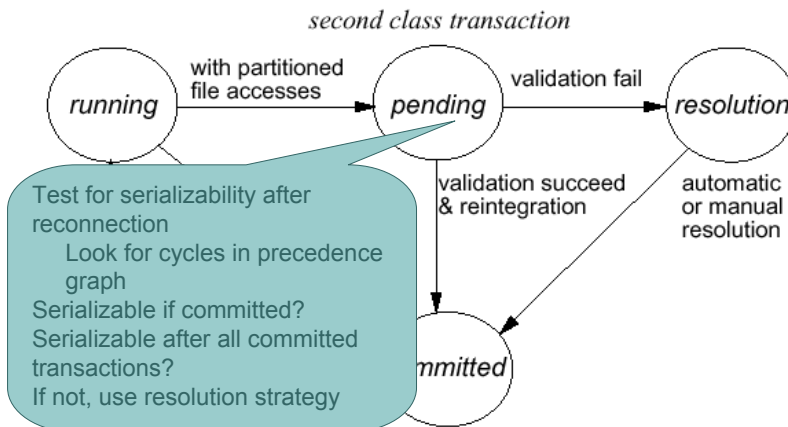 second class transaction
with partitioned
file accesses
validation fail
running
pending
resolution
validation succeed
& reintegration
automatic
or manual
resolution
Test for serializability after
reconnection
Look for cycles in precedence
graph
Serializable if committed?
Serializable after all committed
transactions?
If not, use resolution strategy
mmitted